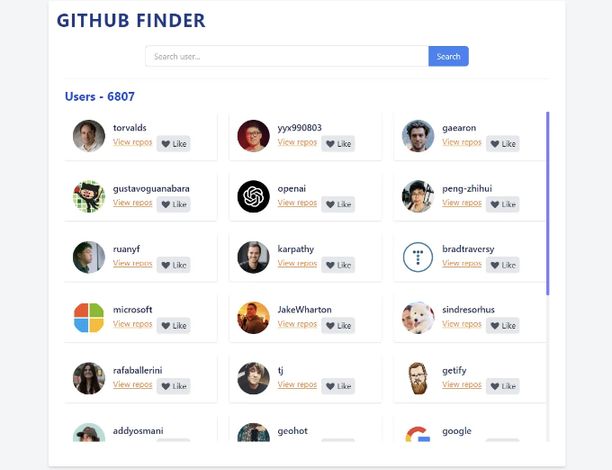 GITHUB FINDER
Search user...
Search
Users - 6807
torvalds
View repos
Like
yyx990803
View repos
Like
gaearon
View repos
Like
gustavoguanabara
View repos
Like
openai
View repos
Like
peng-zhihui
View repos
Like
ruanyf
View repos
Like
karpathy
View repos
Like
bradtraversy
View repos
Like
microsoft
View repos
Like
JakeWharton
View repos
Like
sindresorhus
View repos
Like
rafaballerini
View repos
Like
tj
View repos
Like
getify
View repos
Like
addyosmani
geohot
google